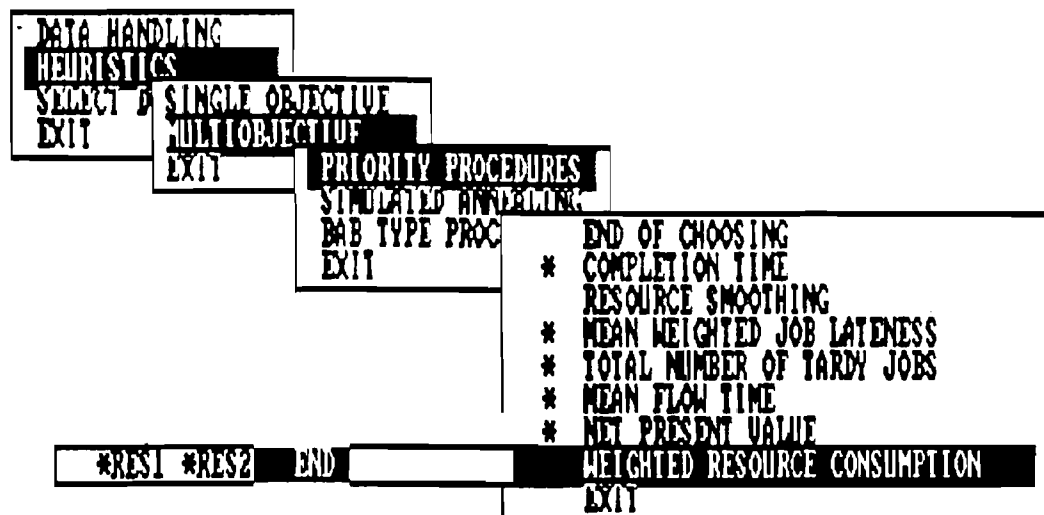 DATA HANDLING
HEURISTICS
SELECT D
EXIT
SINGLE OBJECTIVE
MULTIOBJECTIVE
EXIT
PRIORITY PROCEDURES
SIMULATED ANNEALING
BAB TYPE PROC
EXIT
END OF CHOOSING
* COMPLETION TIME
RESOURCE SMOOTHING
* MEAN WEIGHTED JOB LATENESS
* TOTAL NUMBER OF TARDY JOBS
* MEAN FLOW TIME
* NET PRESENT VALUE
WEIGHTED RESOURCE CONSUMPTION
EXIT
*RES1 *RES2 END